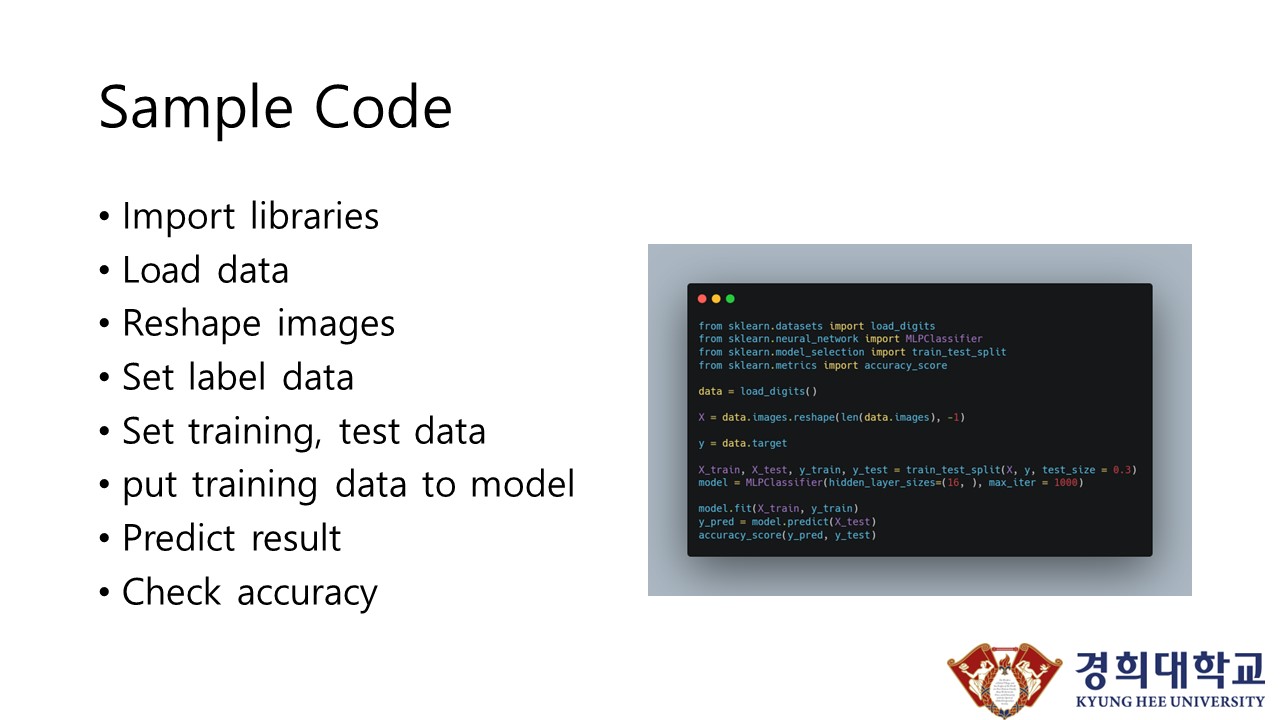 Sample Code
• Import libraries
• Load data
• Reshape images
• Set label data
• Set training, test data
• put training data to model
• Predict result
• Check accuracy
from sklearn.datasets import load_digits
from sklearn.neural_network import MLPClassifier
from sklearn.model_selection import train_test_split
from sklearn.metrics import accuracy_score
data = load_digits()
X = data.images.reshape(len(data.images), -1)
y = data.target
X_train, X_test, y_train, y_test = train_test_split(X, y, test_size = 0.3)
model = MLPClassifier(hidden_layer_sizes=(16, ), max_iter = 1000)
model.fit(X_train, y_train)
y_pred = model.predict(X_test)
accuracy_score(y_pred, y_test)
경희대학교
KYUNG HEE UNIVERSITY